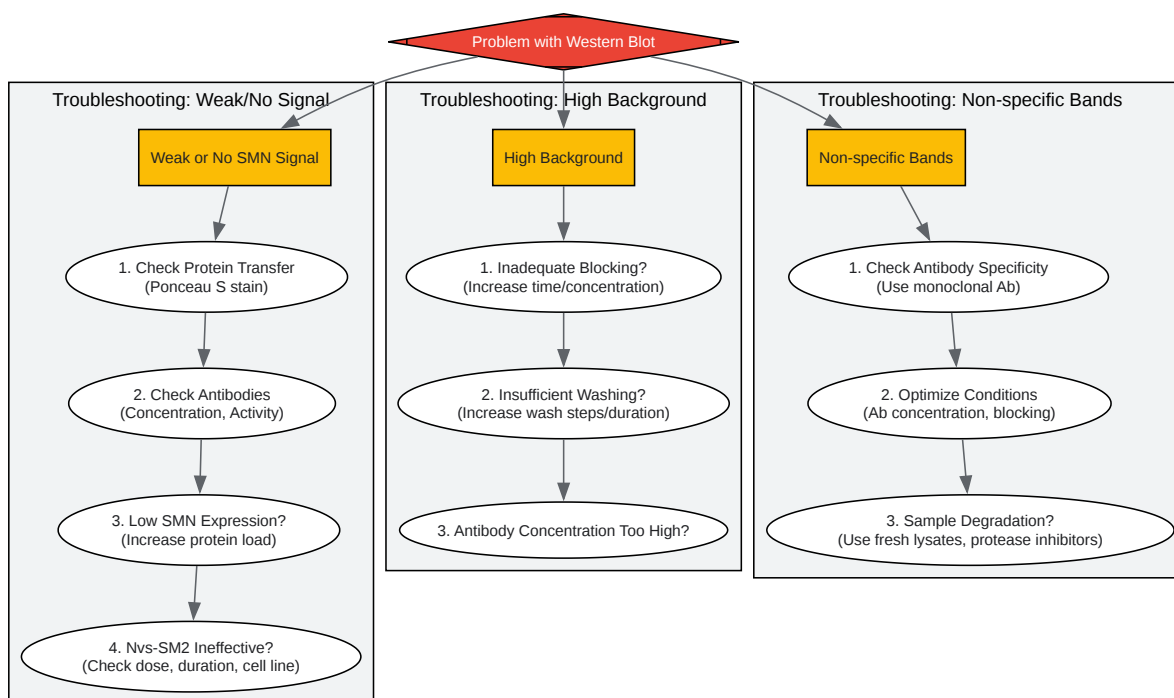 Problem with Western Blot
Troubleshooting: Weak/No Signal
Weak or No SMN Signal
1. Check Protein Transfer
(Ponceau S stain)
2. Check Antibodies
(Concentration, Activity)
3. Low SMN Expression?
(Increase protein load)
4. Nvs-SM2 Ineffective?
(Check dose, duration, cell line)
Troubleshooting: High Background
High Background
1. Inadequate Blocking?
(Increase time/concentration)
2. Insufficient Washing?
(Increase wash steps/duration)
3. Antibody Concentration Too High?
Troubleshooting: Non-specific Bands
Non-specific Bands
1. Check Antibody Specificity
(Use monoclonal Ab)
2. Optimize Conditions
(Ab concentration, blocking)
3. Sample Degradation?
(Use fresh lysates, protease inhibitors)